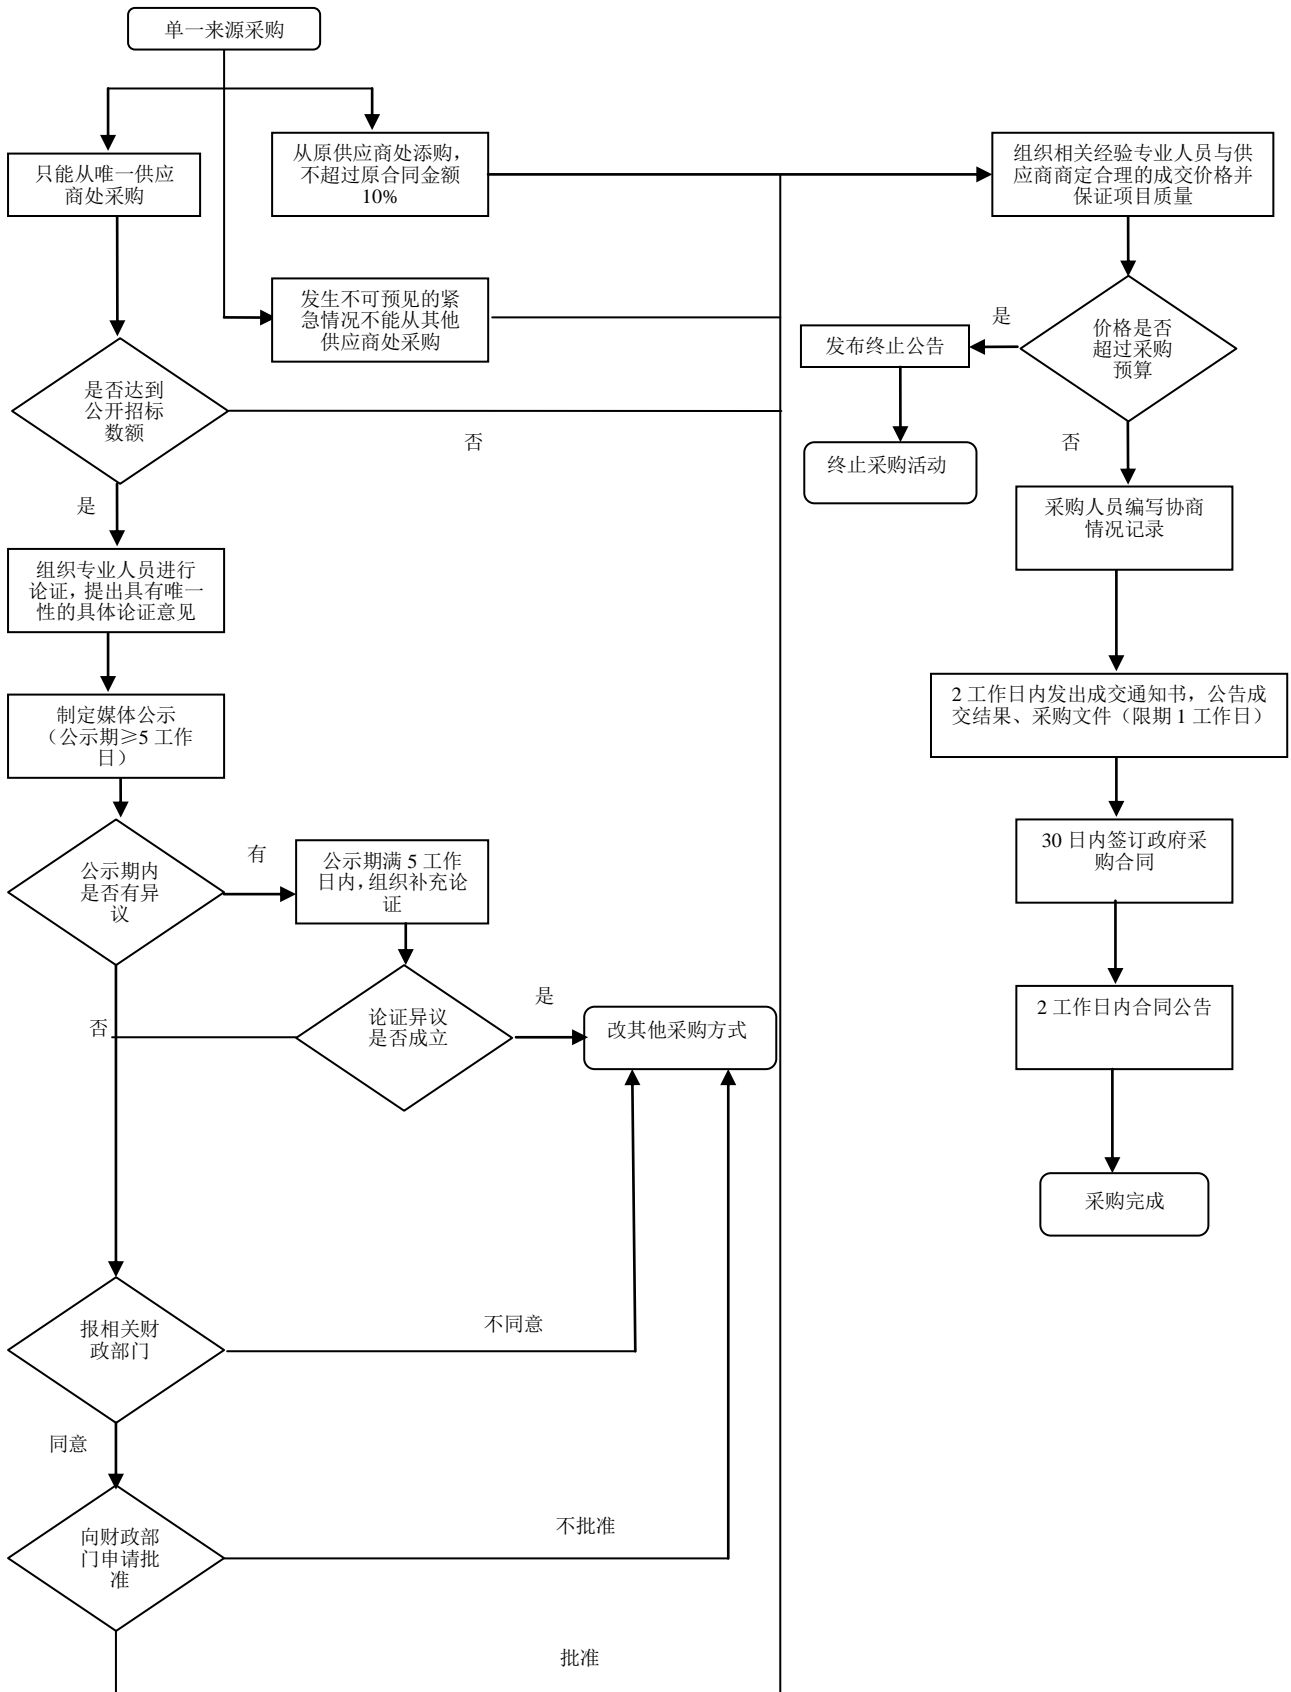 单一来源采购
只能从唯一供应
商处采购
从原供应商处添购，
不超过原合同金额
10%
组织相关经验专业人员与供
应商商定合理的成交价格并
保证项目质量
发生不可预见的紧
急情况不能从其他
供应商处采购
是
价格是否
超过采购
预算
发布终止公告
是否达到
公开招标
数额
否
否
终止采购活动
是
采购人员编写协商
情况记录
组织专业人员进行
论证，提出具有唯一
性的具体论证意见
制定媒体公示
（公示期≥5 工作
日）
2 工作日内发出成交通知书，公告成
交结果、采购文件（限期 1 工作日）
公示期内
是否有异
议
有
公示期满 5 工作
日内，组织补充论
证
30 日内签订政府采
购合同
否
论证异议
是否成立
是
改其他采购方式
2 工作日内合同公告
采购完成
报相关财
政部门
不同意
同意
向财政部
门申请批
准
不批准
批准